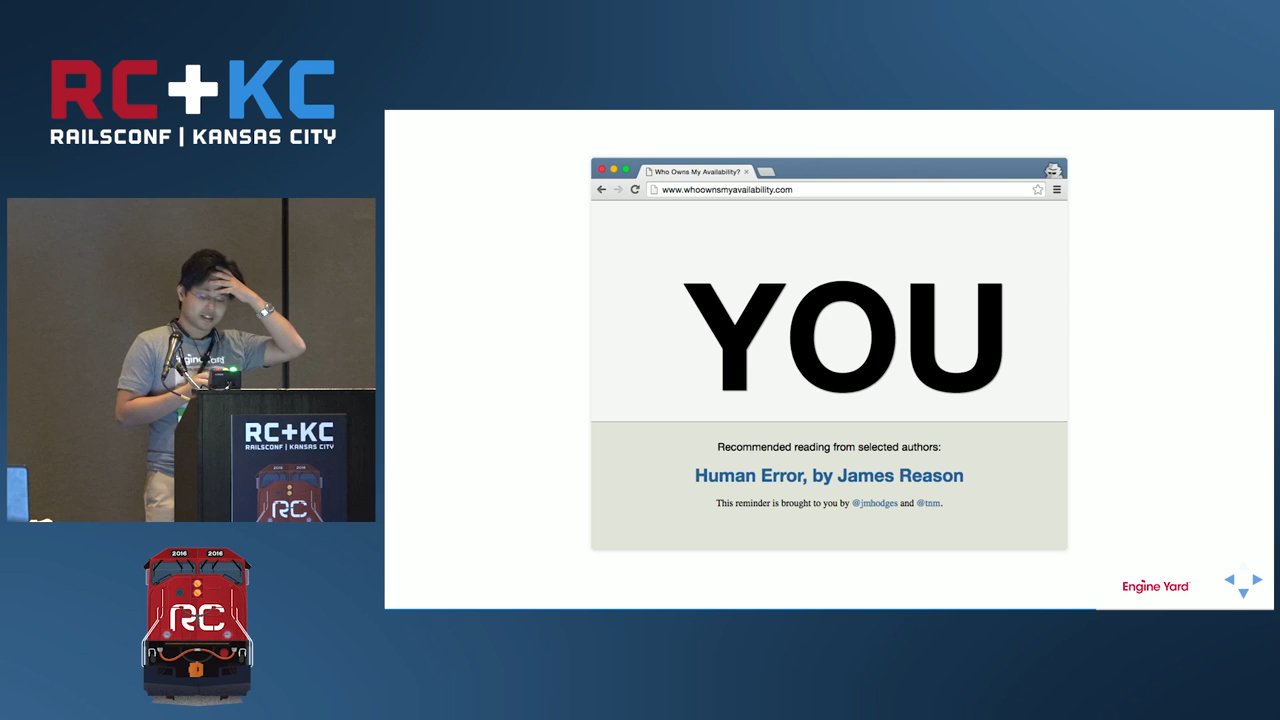 RC+KC
RAILSCONF | KANSAS CITY
Who Owns My Availability?
www.whoownsmyavailability.com
YOU
Recommended reading from selected authors:
Human Error, by James Reason
This reminder is brought to you by @jmhodges and @tnm.
Engine Yard
engine Yard
RC+KC
RAILSCONF | KANSAS CITY
RC
2016 2016
RC